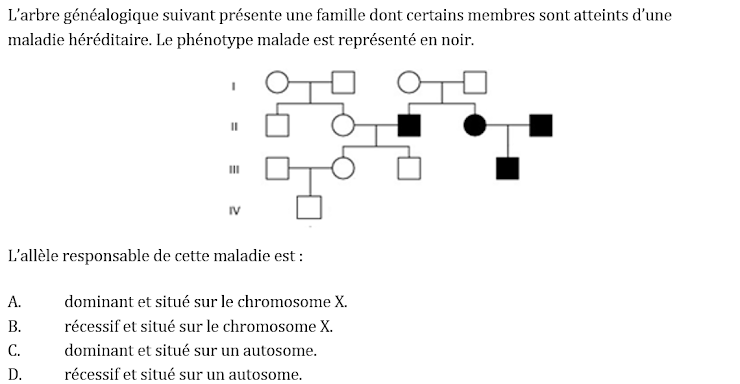 L'arbre généalogique suivant présente une famille dont certains membres sont atteints d'une
maladie héréditaire. Le phénotype malade est représenté en noir.
I
II
III
IV
L'allèle responsable de cette maladie est :
A. dominant et situé sur le chromosome X.
B. récessif et situé sur le chromosome X.
C. dominant et situé sur un autosome.
D. récessif et situé sur un autosome.